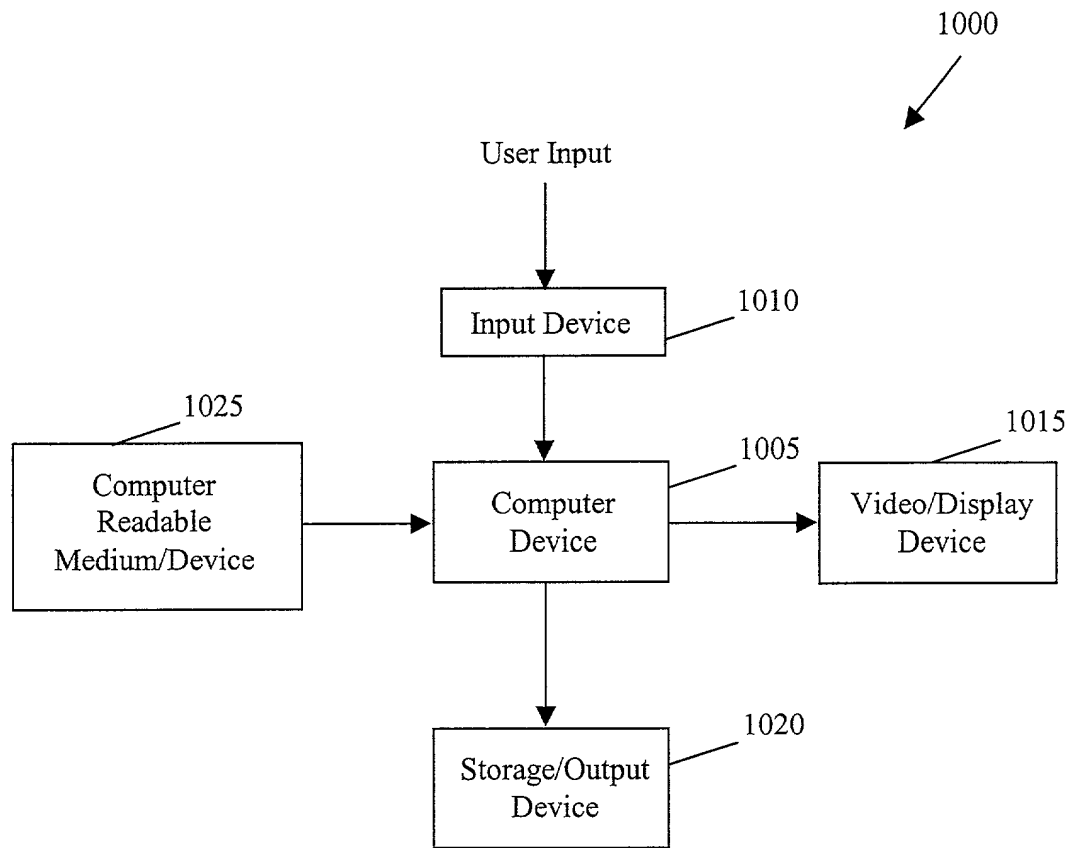 1000
User Input
1010
Input Device
1025
1005
1015
Computer
Readable
Medium/Device
Computer
Device
Video/Display
Device
1020
Storage/Output
Device